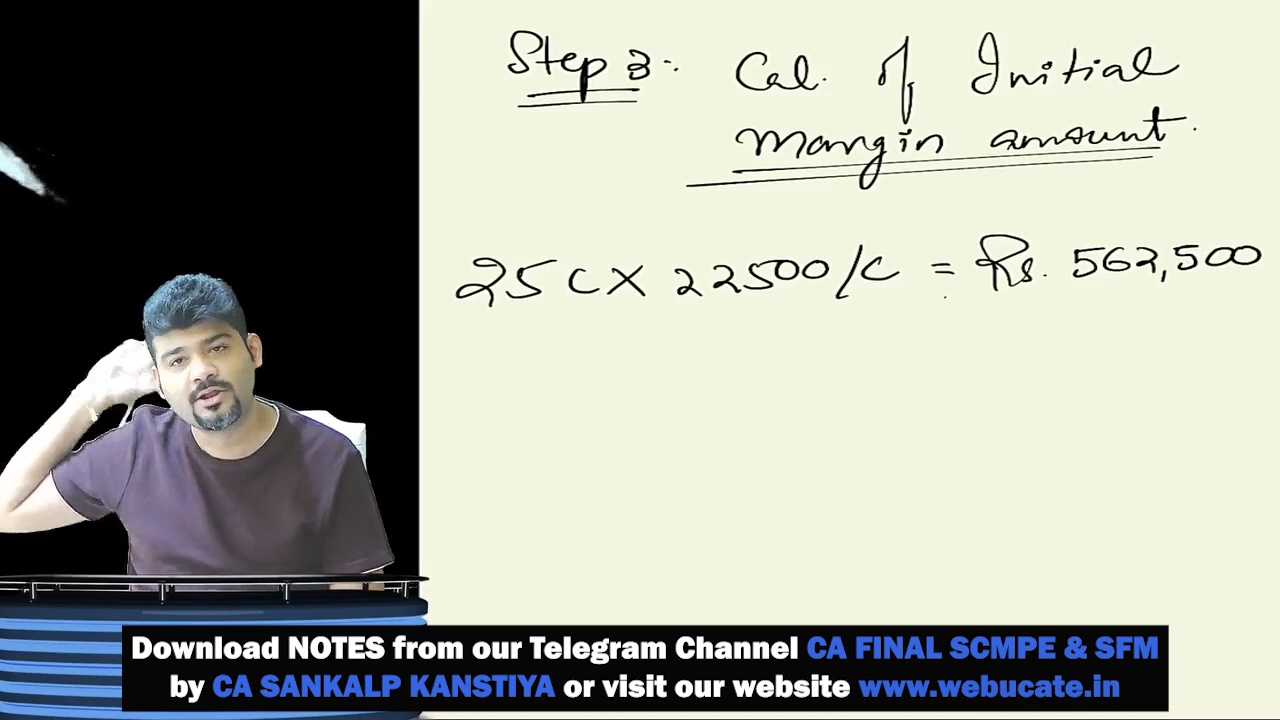 Step 3:- Cal. of Initial
Margin amount.
25 C X 22500/C = Rs. 562,500
Download NOTES from our Telegram Channel CA FINAL SCMPE & SFM
by CA SANKALP KANSTIYA or visit our website www.webucate.in